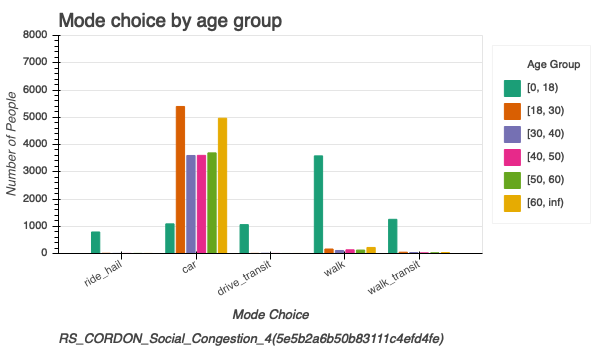 Mode choice by age group
8000
7000
6000
5000
4000
3000
2000
1000
0
Number of People
ride_hail
car
drive_transit
walk
walk_transit
Mode Choice
Age Group
[0, 18)
[18, 30)
[30, 40)
[40, 50)
[50, 60)
[60, inf)
RS_CORDON_Social_Congestion_4(5e5b2a6b50b83111c4efd4fe)